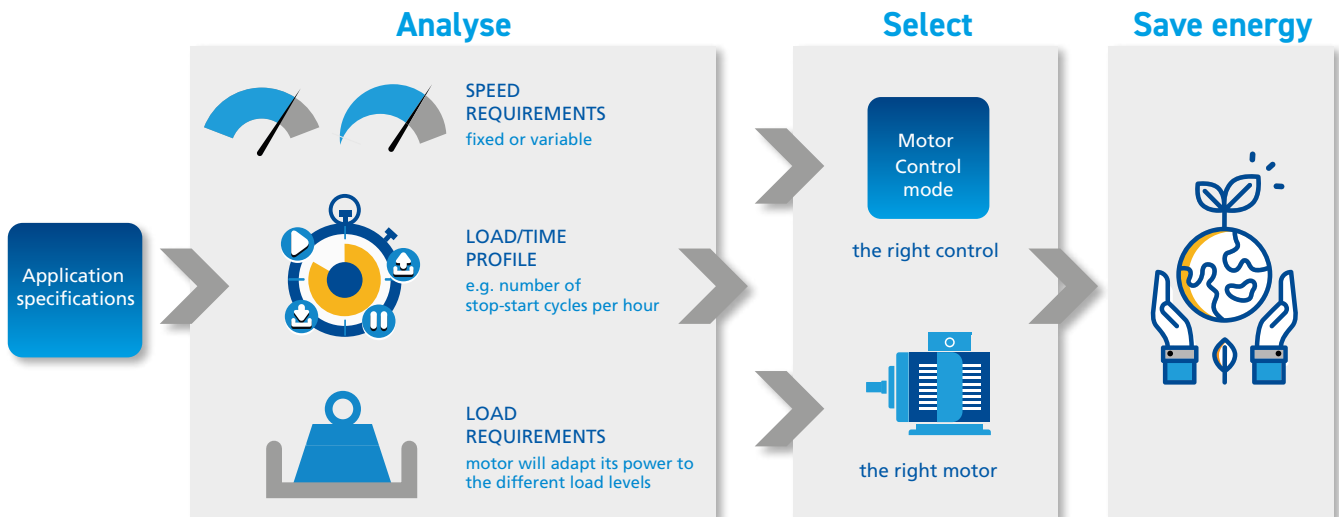 Analyse
Select
Save energy
Application
specifications
SPEED
REQUIREMENTS
fixed or variable
LOAD/TIME
PROFILE
e.g. number of
stop-start cycles per hour
LOAD
REQUIREMENTS
motor will adapt its power to
the different load levels
Motor
Control
mode
the right control
the right motor